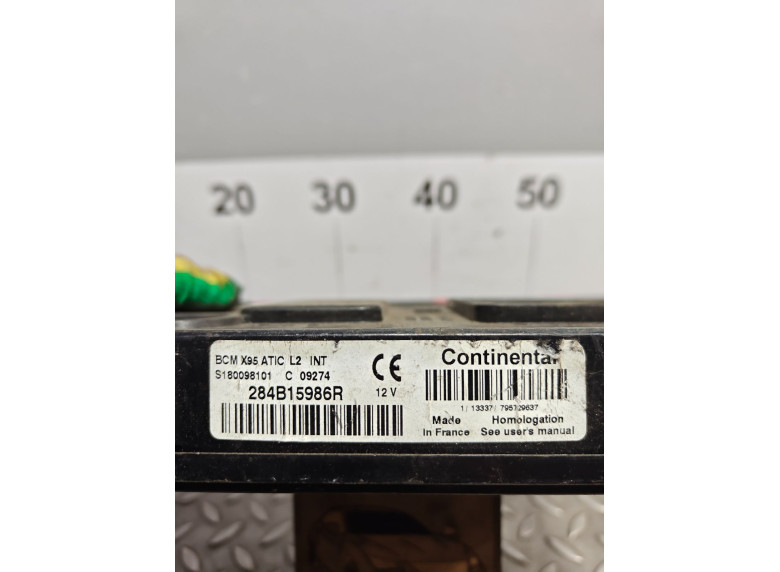 20 30 40 50
BCM X95 ATIC L2 INT
S180098101 C 09274
284B15986R
12 V
CE
Continental
Made
In France
Homologation
See user's manual